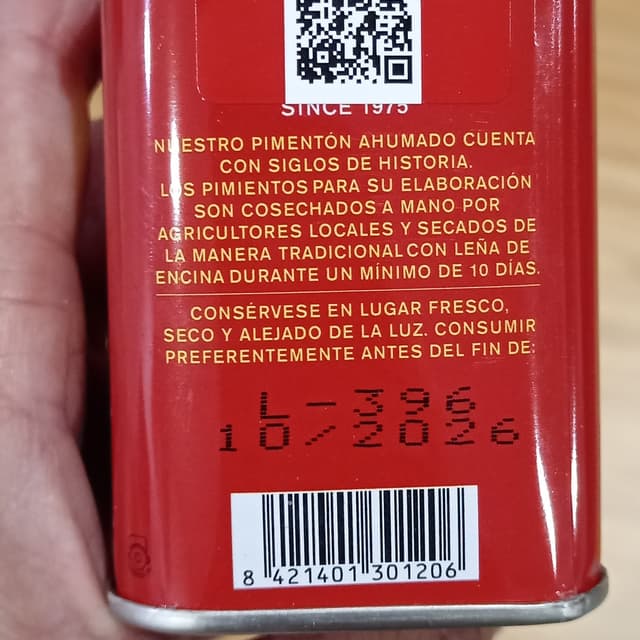 SINCE 1975
NUESTRO PIMENTÓN AHUMADO CUENTA
CON SIGLOS DE HISTORIA.
LOS PIMIENTOS PARA SU ELABORACIÓN
SON COSECHADOS A MANO POR
AGRICULTORES LOCALES Y SECADOS DE
LA MANERA TRADICIONAL CON LEÑA DE
ENCINA DURANTE UN MÍNIMO DE 10 DÍAS.
CONSÉRVESE EN LUGAR FRESCO,
SECO Y ALEJADO DE LA LUZ. CONSUMIR
PREFERENTEMENTE ANTES DEL FIN DE:
L-396
10/2026
8 421401 301206